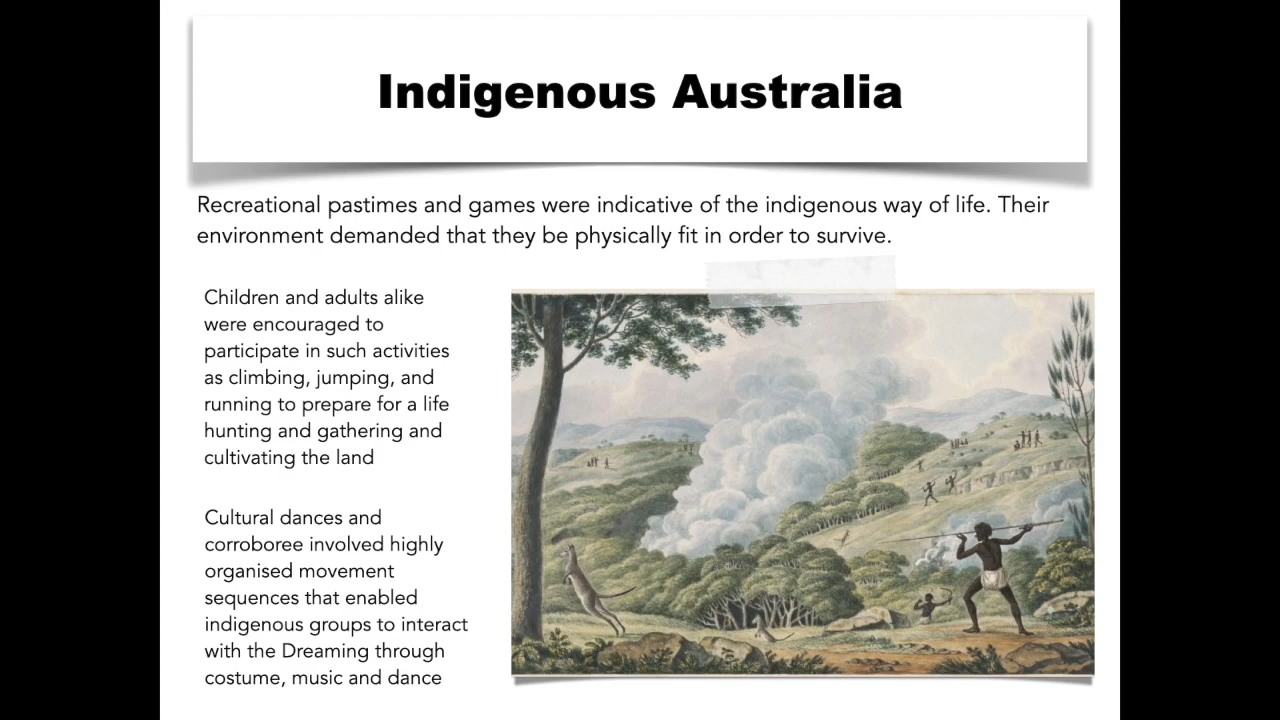 Indigenous Australia
Recreational pastimes and games were indicative of the indigenous way of life. Their
environment demanded that they be physically fit in order to survive.
Children and adults alike
were encouraged to
participate in such activities
as climbing, jumping, and
running to prepare for a life
hunting and gathering and
cultivating the land
Cultural dances and
corroboree involved highly
organised movement
sequences that enabled
indigenous groups to interact
with the Dreaming through
costume, music and dance